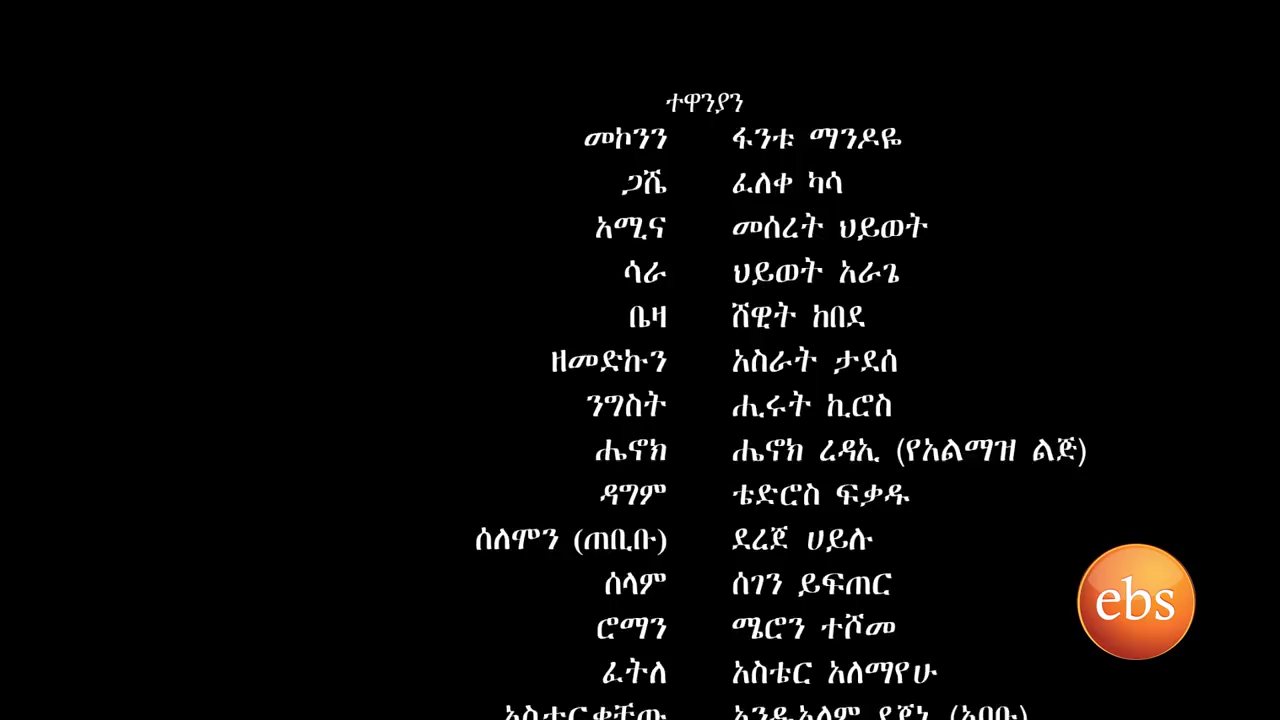 ተዋንያን
መኮንን ፋንቱ ማንዶዬ
ጋሼ ፈለቀ ካሳ
አሚና መሰረት ህይወት
ሳራ ህይወት አራጌ
ቤዛ ሸዊት ከበደ
ዘመድኩን አስራት ታደሰ
ንግስት ሒሩት ኪሮስ
ሔኖክ ሔኖክ ረዳኢ (የአልማዝ ልጅ)
ዳግም ቴድሮስ ፍቃዱ
ሰለሞን (ጠቢቡ) ደረጀ ሀይሉ
ሰላም ሰገን ይፍጠር
ሮማን ሜሮን ተሾመ
ፈትለ አስቴር አለማየሁ
ebs